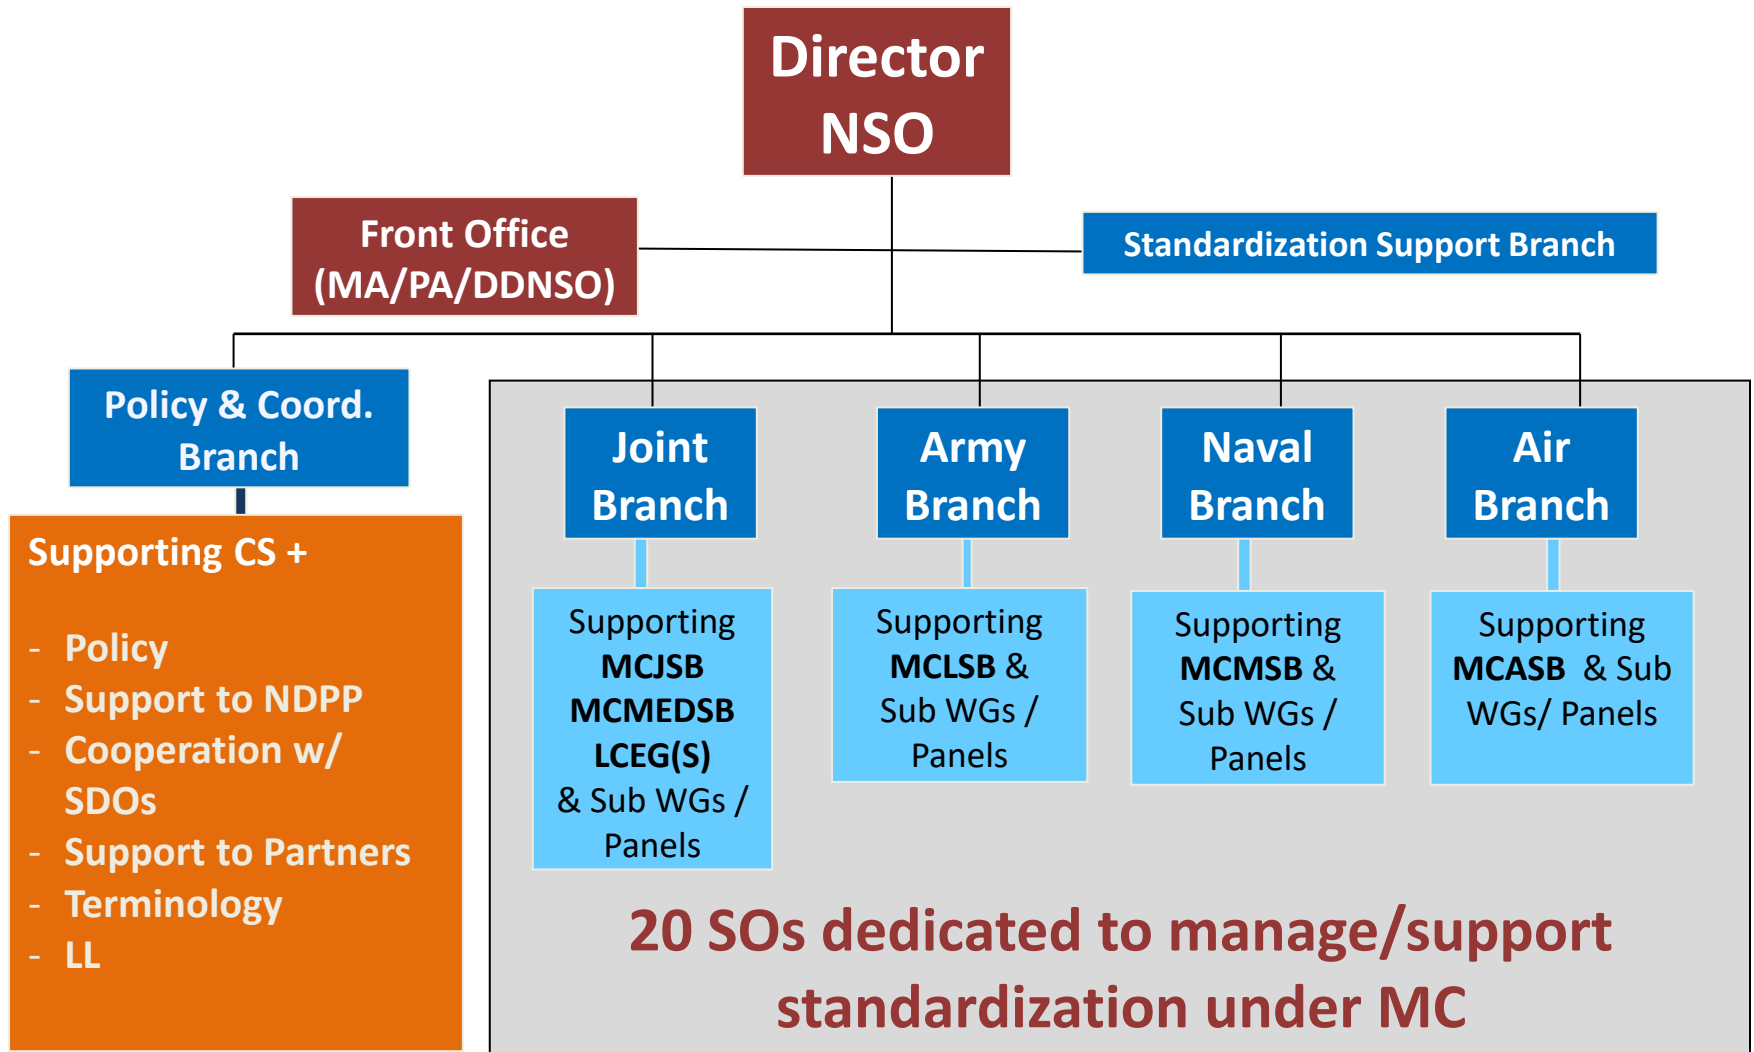 Director
NSO
Front Office
(MA/PA/DDNSO)
Standardization Support Branch
Policy & Coord.
Branch
Supporting CS +
- Policy
- Support to NDPP
- Cooperation w/
SDOs
- Support to Partners
- Terminology
- LL
Joint
Branch
Supporting
MCJSB
MCMEDSB
LCEG(S)
& Sub WGs /
Panels
Army
Branch
Supporting
MCLSB &
Sub WGs /
Panels
Naval
Branch
Supporting
MCMSB &
Sub WGs /
Panels
Air
Branch
Supporting
MCASB & Sub
WGs/ Panels
20 SOs dedicated to manage/support
standardization under MC